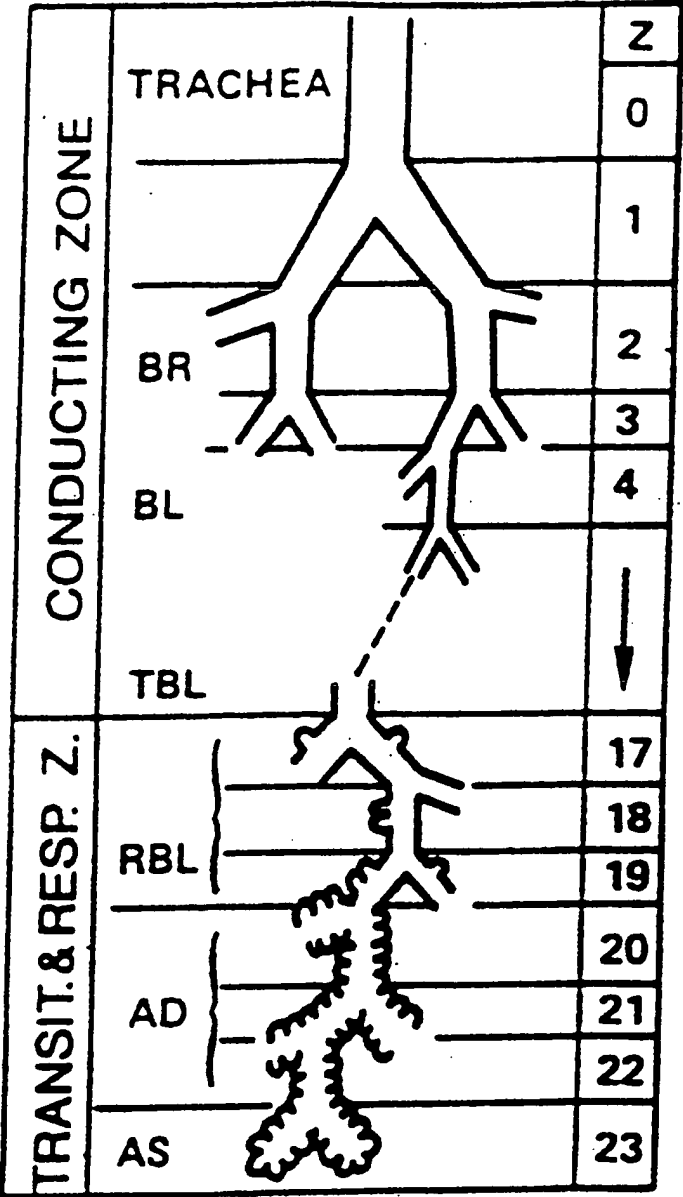 CONDUCTING ZONE
TRANSIT. & RESP. Z.
Z
TRACHEA
0
1
BR
2
3
BL
4
TBL
17
RBL
18
19
20
AD
21
22
AS
23